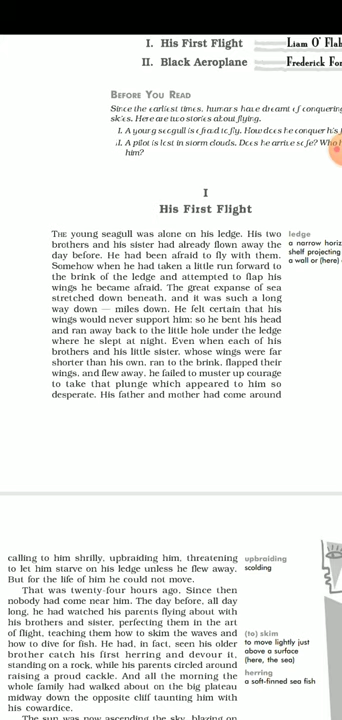 I. His First Flight
Liam O' Flah
II. Black Aeroplane
Frederick For
BEFORE YOU READ
Since the earliest times, humans have dreamt of conquering
skies. Here are two stories about flying.
I. A young seagull is afraid to fly. How does he conquer his
II. A pilot is lost in storm clouds. Does he arrive safe? Who
him?
I
His First Flight
THE young seagull was alone on his ledge. His two
brothers and his sister had already flown away the
day before. He had been afraid to fly with them.
Somehow when he had taken a little run forward to
the brink of the ledge and attempted to flap his
wings he became afraid. The great expanse of sea
stretched down beneath, and it was such a long
way down — miles down. He felt certain that his
wings would never support him; so he bent his head
and ran away back to the little hole under the ledge
where he slept at night. Even when each of his
brothers and his little sister, whose wings were far
shorter than his own, ran to the brink, flapped their
wings, and flew away, he failed to muster up courage
to take that plunge which appeared to him so
desperate. His father and mother had come around
ledge
a narrow horiz
shelf projecting
a wall or (here)
calling to him shrilly, upbraiding him, threatening
to let him starve on his ledge unless he flew away.
But for the life of him he could not move.
That was twenty-four hours ago. Since then
nobody had come near him. The day before, all day
long, he had watched his parents flying about with
his brothers and sister, perfecting them in the art
of flight, teaching them how to skim the waves and
how to dive for fish. He had, in fact, seen his older
brother catch his first herring and devour it,
standing on a rock, while his parents circled around
raising a proud cackle. And all the morning the
whole family had walked about on the big plateau
midway down the opposite cliff taunting him with
his cowardice.
The sun was now ascending the sky, blazing on
upbraiding
scolding
(to) skim
to move lightly just
above a surface
(here, the sea)
herring
a soft-finned sea fish